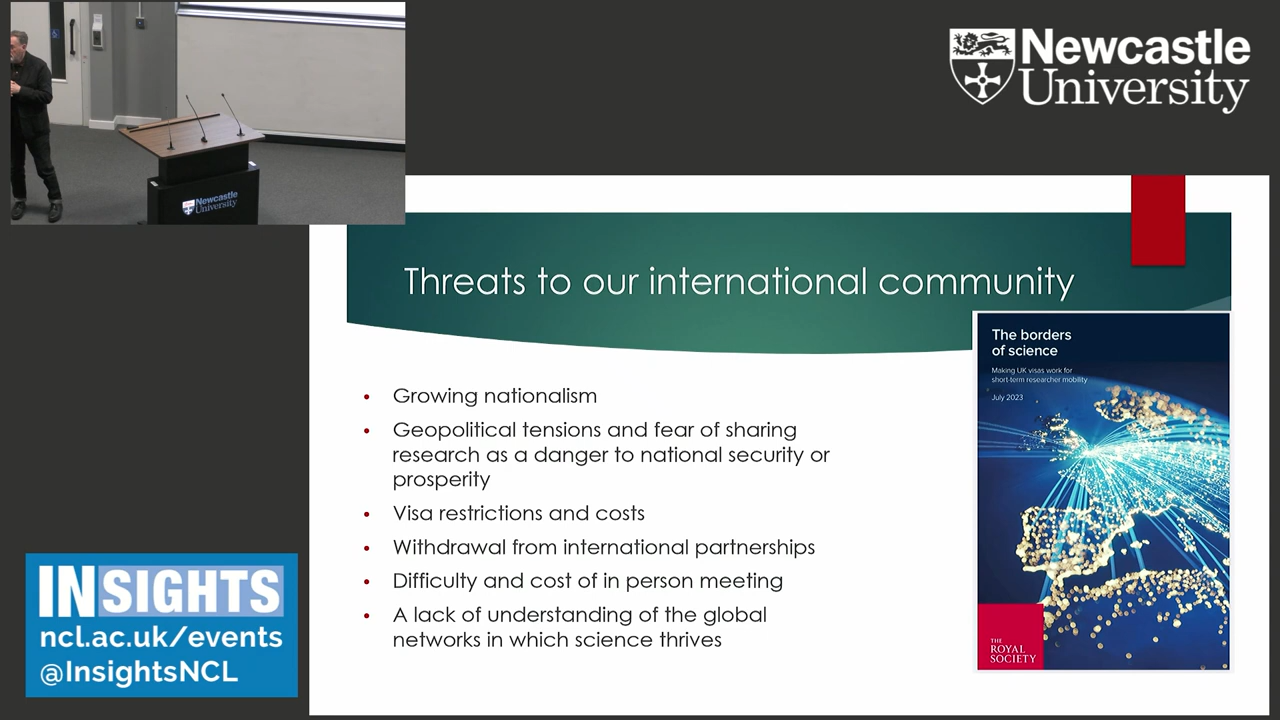 Newcastle
University
Newcastle
University
Threats to our international community
• Growing nationalism
• Geopolitical tensions and fear of sharing
research as a danger to national security or
prosperity
• Visa restrictions and costs
• Withdrawal from international partnerships
• Difficulty and cost of in person meeting
• A lack of understanding of the global
networks in which science thrives
The borders
of science
Making UK visas work for
short-term researcher mobility
July 2023
THE
ROYAL
SOCIETY
INSIGHTS
ncl.ac.uk/events
@InsightsNCL